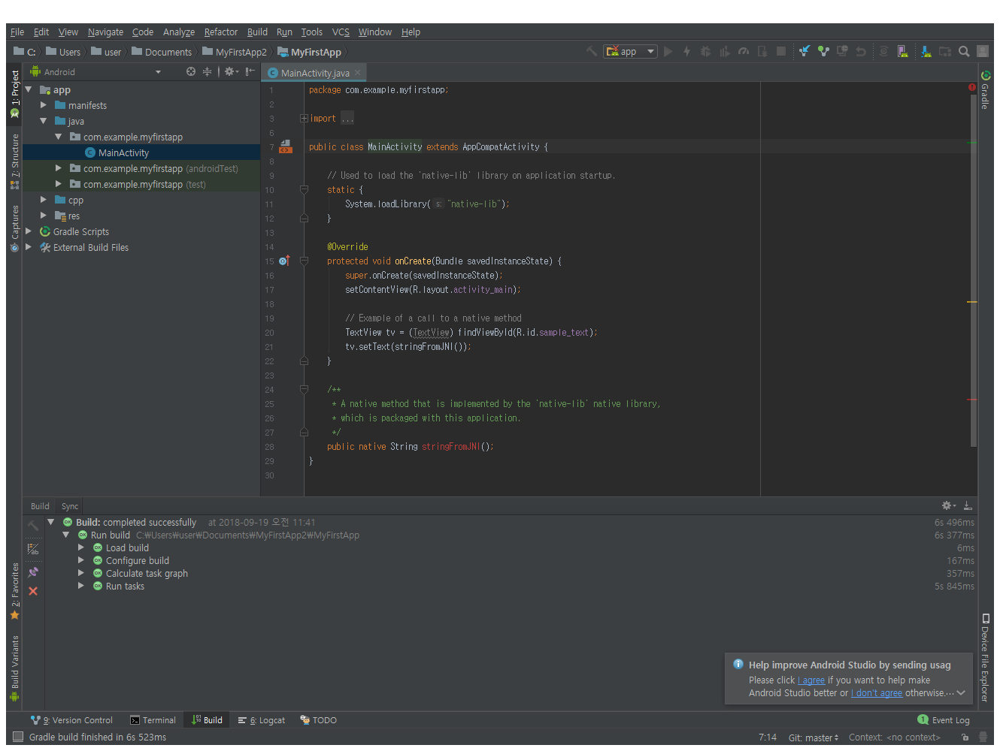 File Edit View Navigate Code Analyze Refactor Build Run Tools VCS Window Help
C: Users user Documents MyFirstApp2 MyFirstApp
app
Android
MainActivity.java
1: Project
7: Structure
Captures
2: Favorites
Build Variants
Gradle
Device File Explorer
app
manifests
java
com.example.myfirstapp
MainActivity
com.example.myfirstapp (androidTest)
com.example.myfirstapp (test)
cpp
res
Gradle Scripts
External Build Files
1 package com.example.myfirstapp;
2
3 import ...
6
7 public class MainActivity extends AppCompatActivity {
8
9 // Used to load the 'native-lib' library on application startup.
10 static {
11 System.loadLibrary( s: "native-lib");
12 }
13
14 @Override
15 protected void onCreate(Bundle savedInstanceState) {
16 super.onCreate(savedInstanceState);
17 setContentView(R.layout.activity_main);
18
19 // Example of a call to a native method
20 TextView tv = (TextView) findViewById(R.id.sample_text);
21 tv.setText(stringFromJNI());
22 }
23
24 /**
25 * A native method that is implemented by the 'native-lib' native library,
26 * which is packaged with this application.
27 */
28 public native String stringFromJNI();
29 }
30
Build Sync
Build: completed successfully at 2018-09-19 오전 11:41 6s 496ms
Run build C:₩Users₩user₩Documents₩MyFirstApp2₩MyFirstApp 6s 377ms
Load build 6ms
Configure build 167ms
Calculate task graph 357ms
Run tasks 5s 845ms
Help improve Android Studio by sending usag
Please click I agree if you want to help make
Android Studio better or I don't agree otherwise....
9: Version Control Terminal Build 6: Logcat TODO 1 Event Log
Gradle build finished in 6s 523ms 7:14 Git: master Context: <no context>